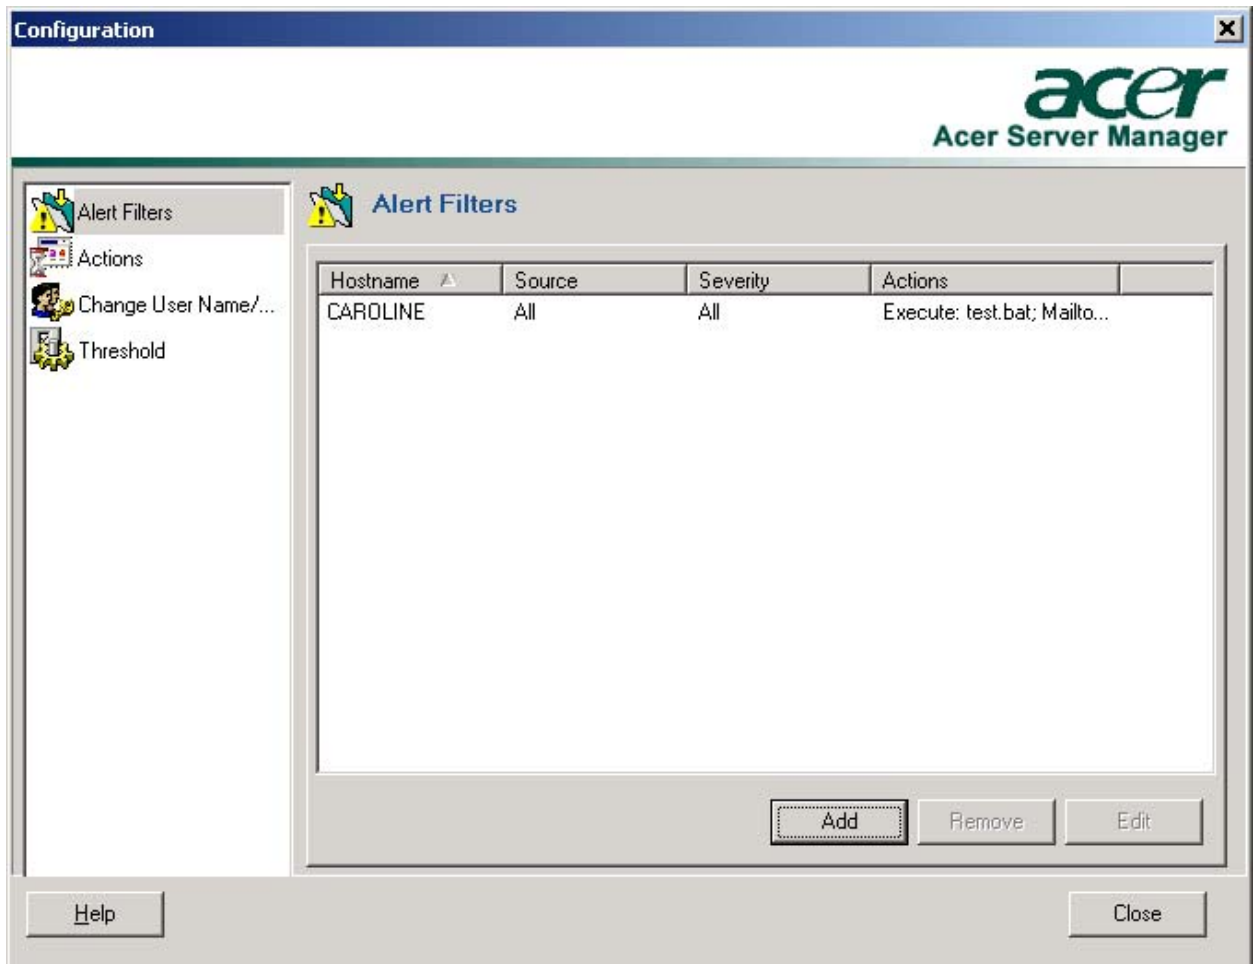 Configuration
acer
Acer Server Manager
Alert Filters
Actions
Change User Name/...
Threshold
Alert Filters
Hostname Source Severity Actions
CAROLINE All All Execute: test.bat; Mailto...
Add Remove Edit
Help Close